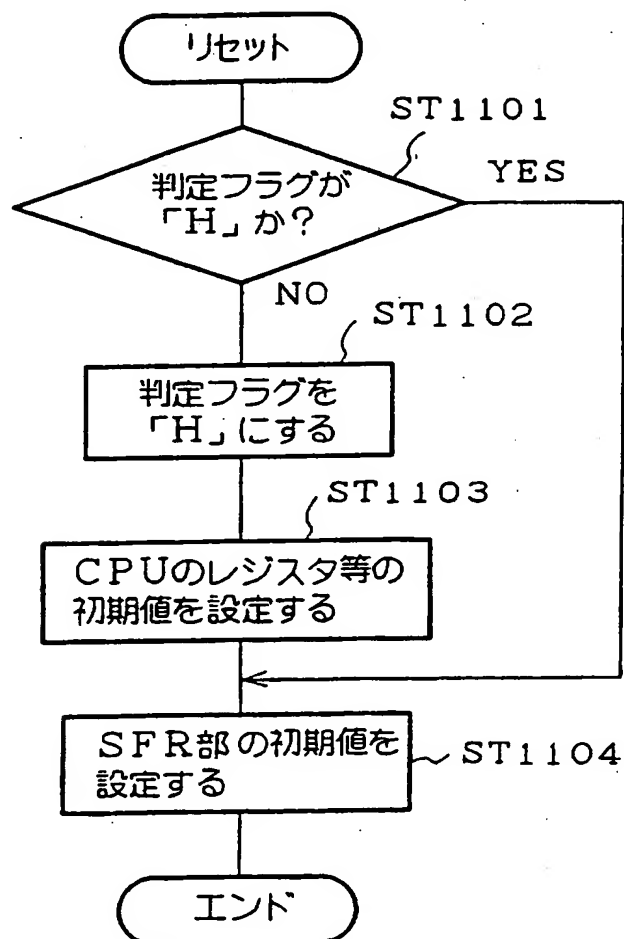 リセット
ST1101
判定フラグが
「H」か?
YES
NO
ST1102
判定フラグを
「H」にする
ST1103
CPUのレジスタ等の
初期値を設定する
SFR部の初期値を
設定する
ST1104
エンド